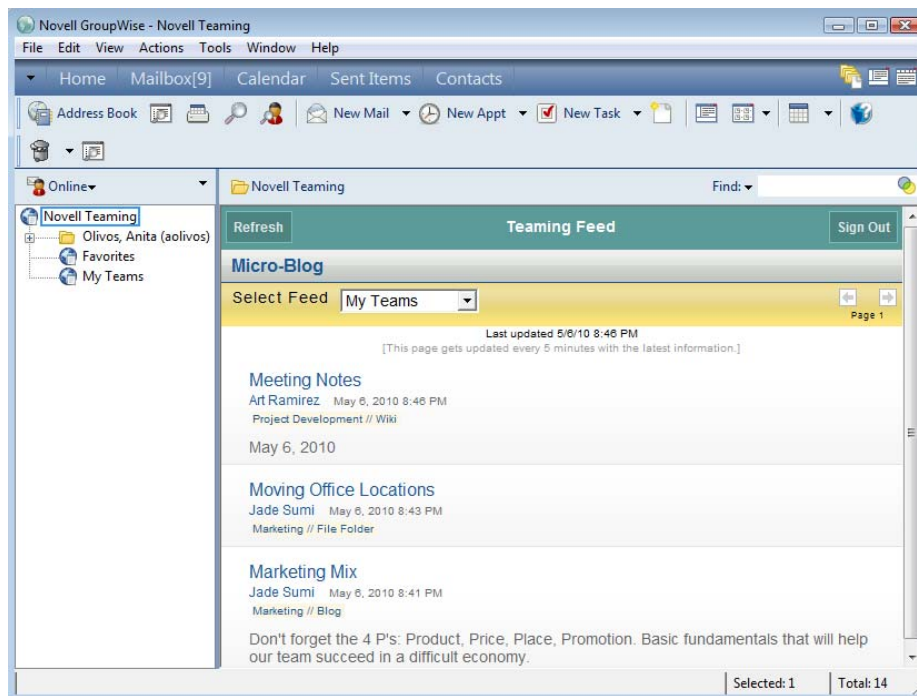 Novell GroupWise - Novell Teaming
File Edit View Actions Tools Window Help
Home Mailbox[9] Calendar Sent Items Contacts
Address Book New Mail New Appt New Task
Online Novell Teaming Find:
Novell Teaming
Olivos, Anita (aolivos)
Favorites
My Teams
Refresh Teaming Feed Sign Out
Micro-Blog
Select Feed My Teams
Page 1
Last updated 5/6/10 8:46 PM
[This page gets updated every 5 minutes with the latest information.]
Meeting Notes
Art Ramirez May 6, 2010 8:46 PM
Project Development // Wiki
May 6, 2010
Moving Office Locations
Jade Sumi May 6, 2010 8:43 PM
Marketing // File Folder
Marketing Mix
Jade Sumi May 6, 2010 8:41 PM
Marketing // Blog
Don't forget the 4 P's: Product, Price, Place, Promotion. Basic fundamentals that will help
our team succeed in a difficult economy.
Selected: 1 Total: 14